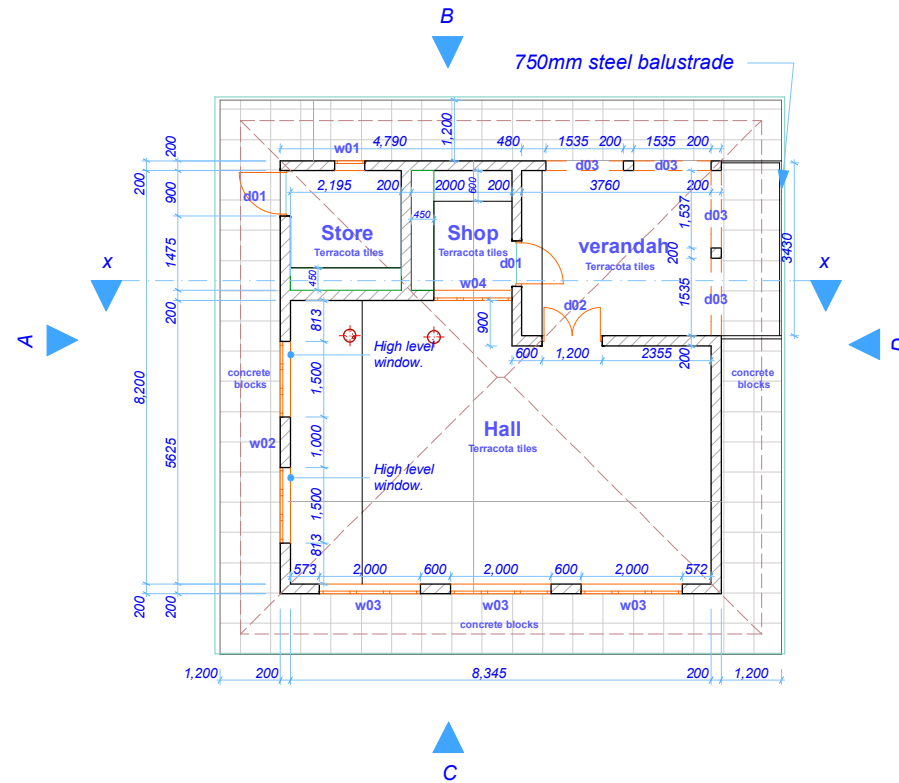 B
750mm steel balustrade
1,200
4,790
480
1535
200
1535
200
200
w01
d03
d03
200
900
1475
200
8,200
5625
200
200
d01
2,195
200
2000
600
200
3760
200
450
1,537
d03
200
3430
Store
Terracota tiles
Shop
Terracota tiles
verandah
Terracota tiles
d01
450
w04
1535
d03
x
x
d02
A
D
813
900
600
1,200
2355
200
High level
window.
concrete
blocks
concrete
blocks
1,500
Hall
Terracota tiles
w02
1,000
High level
window.
1,500
813
573
2,000
600
2,000
600
2,000
572
w03
w03
w03
concrete blocks
1,200
200
8,345
200
1,200
C